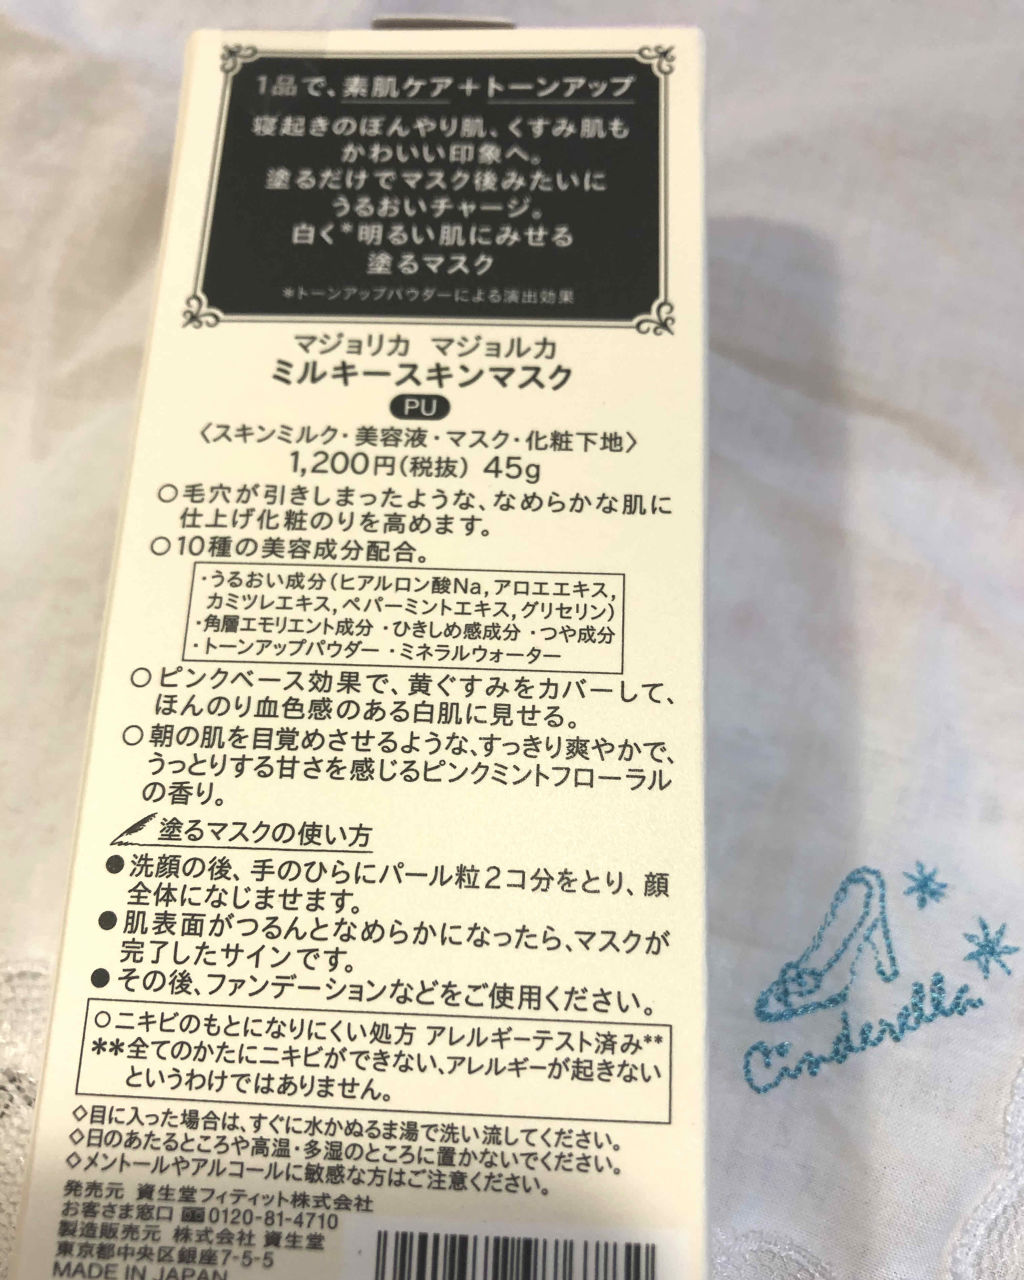 1品で、素肌ケア＋トーンアップ
寝起きのぼんやり肌、くすみ肌も
かわいい印象へ。
塗るだけでマスク後みたいに
うるおいチャージ。
白く*明るい肌にみせる
塗るマスク
*トーンアップパウダーによる演出効果
マジョリカ マジョルカ
ミルキースキンマスク
PU
〈スキンミルク・美容液・マスク・化粧下地〉
1,200円(税抜) 45g
○毛穴が引きしまったような、なめらかな肌に
仕上げ化粧のりを高めます。
○10種の美容成分配合。
・うるおい成分(ヒアルロン酸Na,アロエエキス,
カミツレエキス,ペパーミントエキス,グリセリン)
・角層エモリエント成分 ・ひきしめ感成分 ・つや成分
・トーンアップパウダー ・ミネラルウォーター
○ピンクベース効果で、黄ぐすみをカバーして、
ほんのり血色感のある白肌に見せる。
○朝の肌を目覚めさせるような、すっきり爽やかで、
うっとりする甘さを感じるピンクミントフローラル
の香り。
塗るマスクの使い方
●洗顔の後、手のひらにパール粒2コ分をとり、顔
全体になじませます。
●肌表面がつるんとなめらかになったら、マスクが
完了したサインです。
●その後、ファンデーションなどをご使用ください。
○ニキビのもとになりにくい処方 アレルギーテスト済み**
**全てのかたにニキビができない、アレルギーが起きない
というわけではありません。
◇目に入った場合は、すぐに水かぬるま湯で洗い流してください。
◇日のあたるところや高温・多湿のところに置かないでください。
◇メントールやアルコールに敏感な方はご注意ください。
発売元 資生堂フィティット株式会社
お客さま窓口 0120-81-4710
製造販売元 株式会社 資生堂
東京都中央区銀座7-5-5
MADE IN JAPAN
Cinderella